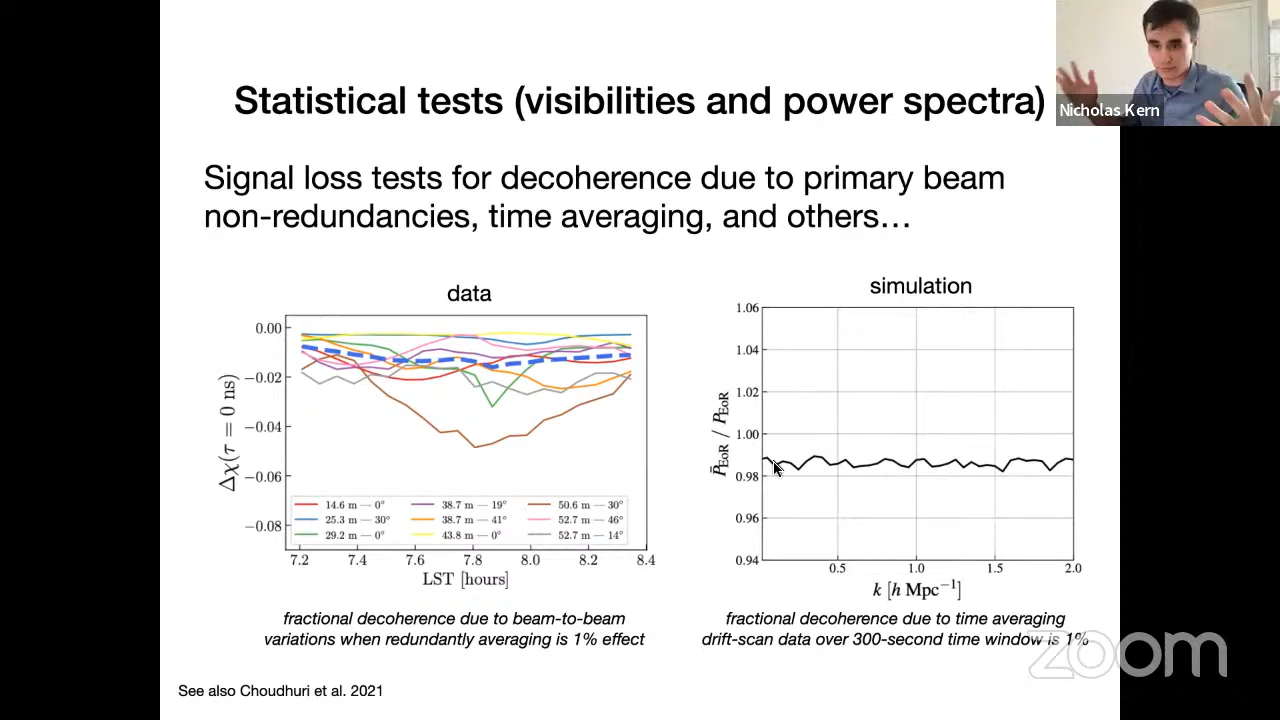 Statistical tests (visibilities and power spectra)
Nicholas Kern
Signal loss tests for decoherence due to primary beam
non-redundancies, time averaging, and others…
data
0.00
−0.02
−0.04
−0.06
−0.08
Δχ(τ = 0 ns)
14.6 m — 0°
25.3 m — 30°
29.2 m — 0°
38.7 m — 19°
38.7 m — 41°
43.8 m — 0°
50.6 m — 30°
52.7 m — 46°
52.7 m — 14°
7.2 7.4 7.6 7.8 8.0 8.2 8.4
LST [hours]
fractional decoherence due to beam-to-beam
variations when redundantly averaging is 1% effect
simulation
1.06
1.04
1.02
1.00
0.98
0.96
0.94
P̄EoR / PEoR
0.5 1.0 1.5 2.0
k [h Mpc⁻¹]
fractional decoherence due to time averaging
drift-scan data over 300-second time window is 1%
zoom
See also Choudhuri et al. 2021